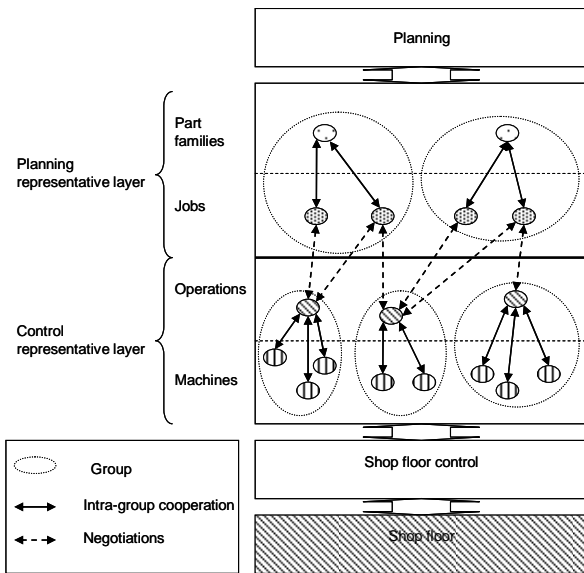 Planning
Part
families
Planning
representative layer
Jobs
Operations
Control
representative layer
Machines
Group
Intra-group cooperation
Negotiations
Shop floor control
Shop floor